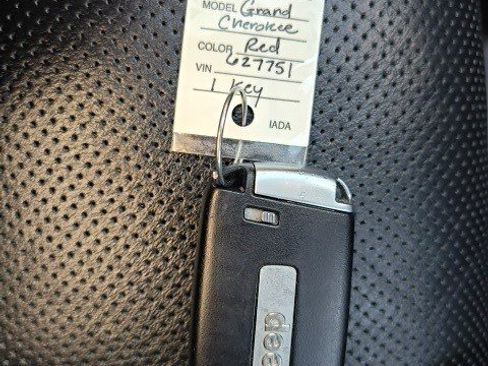 MODEL Grand
Cherokee
COLOR Red
VIN 627751
1 Key
IADA
Jeep